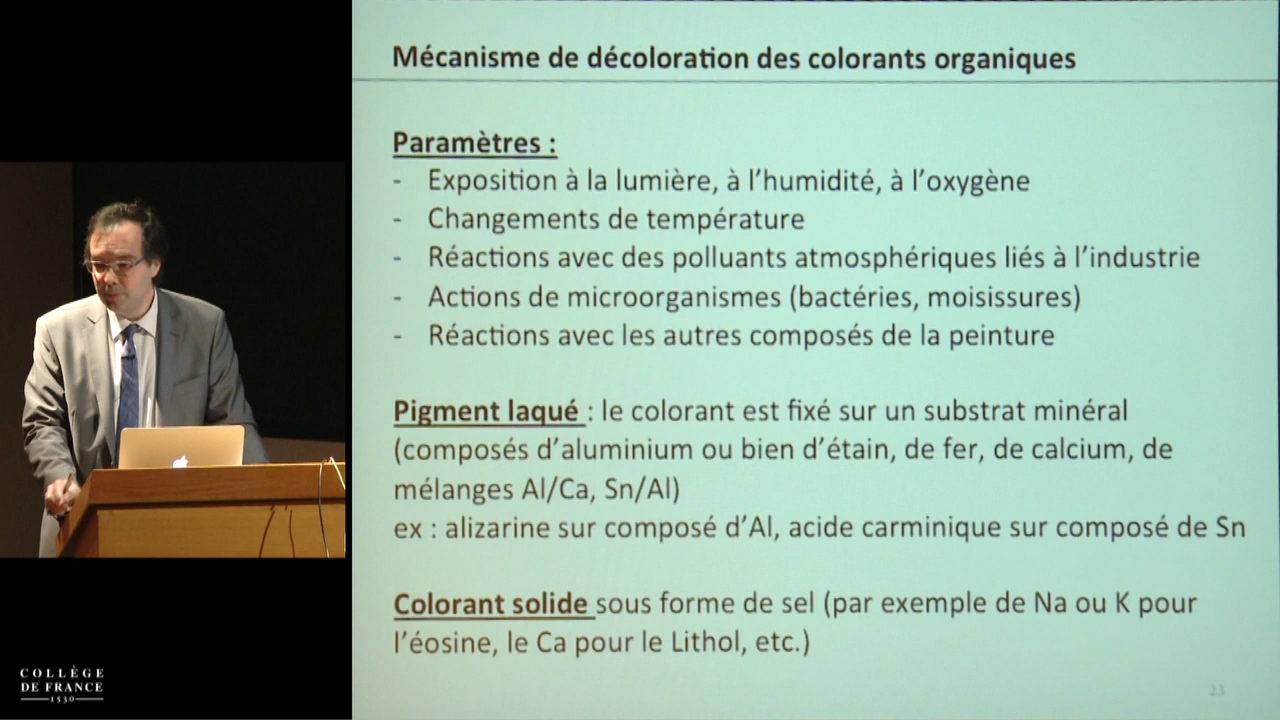 Mécanisme de décoloration des colorants organiques
Paramètres :
- Exposition à la lumière, à l'humidité, à l'oxygène
- Changements de température
- Réactions avec des polluants atmosphériques liés à l'industrie
- Actions de microorganismes (bactéries, moisissures)
- Réactions avec les autres composés de la peinture
Pigment laqué : le colorant est fixé sur un substrat minéral
(composés d'aluminium ou bien d'étain, de fer, de calcium, de
mélanges Al/Ca, Sn/Al)
ex : alizarine sur composé d'Al, acide carminique sur composé de Sn
Colorant solide sous forme de sel (par exemple de Na ou K pour
l'éosine, le Ca pour le Lithol, etc.)
23
COLLÈGE
DE FRANCE
1530